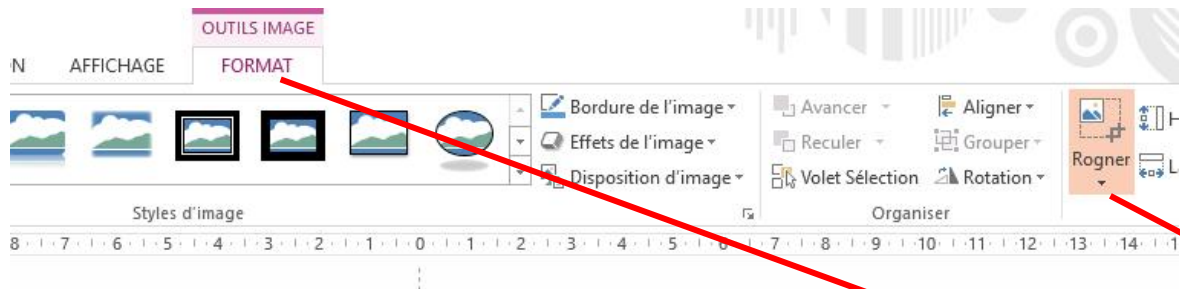 OUTILS IMAGE
N AFFICHAGE FORMAT
Bordure de l'image Avancer Aligner H
Effets de l'image Reculer Grouper
Disposition d'image Volet Sélection Rotation Rogner L
Styles d'image Organiser
8 7 6 5 4 3 2 1 0 1 2 3 4 5 6 7 8 9 10 11 12 13 14 1